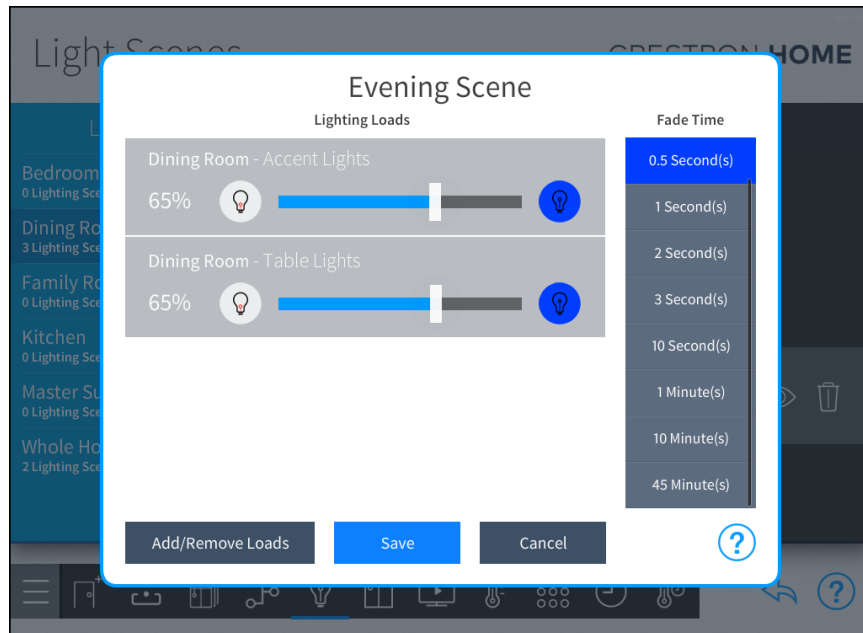 Light Scenes
CRESTRON HOME
Evening Scene
Lighting Loads
Fade Time
Dining Room - Accent Lights
65%
Dining Room - Table Lights
65%
0.5 Second(s)
1 Second(s)
2 Second(s)
3 Second(s)
10 Second(s)
1 Minute(s)
10 Minute(s)
45 Minute(s)
Bedroom
0 Lighting Sce
Dining Ro
3 Lighting Sce
Family Ro
0 Lighting Sce
Kitchen
0 Lighting Sce
Master Su
0 Lighting Sce
Whole Ho
2 Lighting Sce
Add/Remove Loads
Save
Cancel
?
?